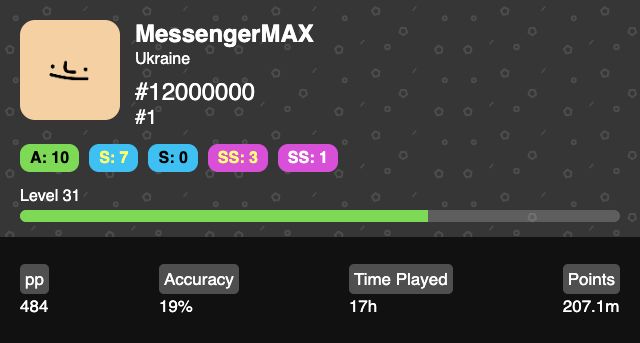 MessengerMAX
Ukraine
#12000000
#1
A: 10 S: 7 S: 0 SS: 3 SS: 1
Level 31
pp Accuracy Time Played Points
484 19% 17h 207.1m